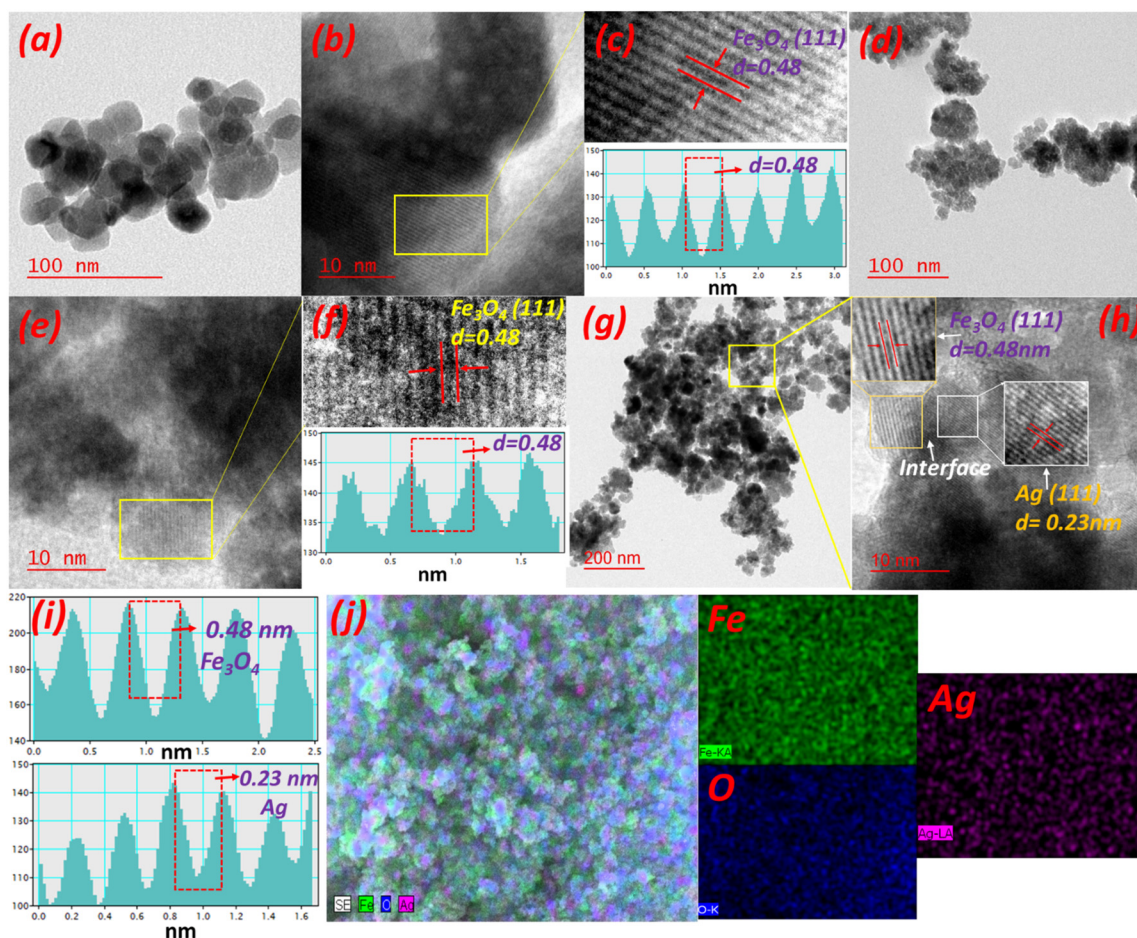 (a)
100 nm
(b)
10 nm
(c)
Fe₃O₄ (111)
d=0.48
150
140
130
120
110
100
d=0.48
0.0 0.5 1.0 1.5 2.0 2.5 3.0
nm
(d)
100 nm
(e)
10 nm
(f)
Fe₃O₄ (111)
d=0.48
145
140
135
130
d=0.48
0.0 0.5 1.0 1.5
nm
(g)
200 nm
(h)
Fe₃O₄ (111)
d=0.48nm
Interface
Ag (111)
d= 0.23nm
10 nm
(i)
220
200
180
160
140
0.48 nm
Fe₃O₄
0.0 0.5 1.0 1.5 2.0 2.5
nm
150
140
130
120
110
100
90
0.23 nm
Ag
0.0 0.2 0.4 0.6 0.8 1.0 1.2 1.4 1.6
nm
(j)
SE Fe O Ag
Fe
Fe-KA
O
O-K
Ag
Ag-LA